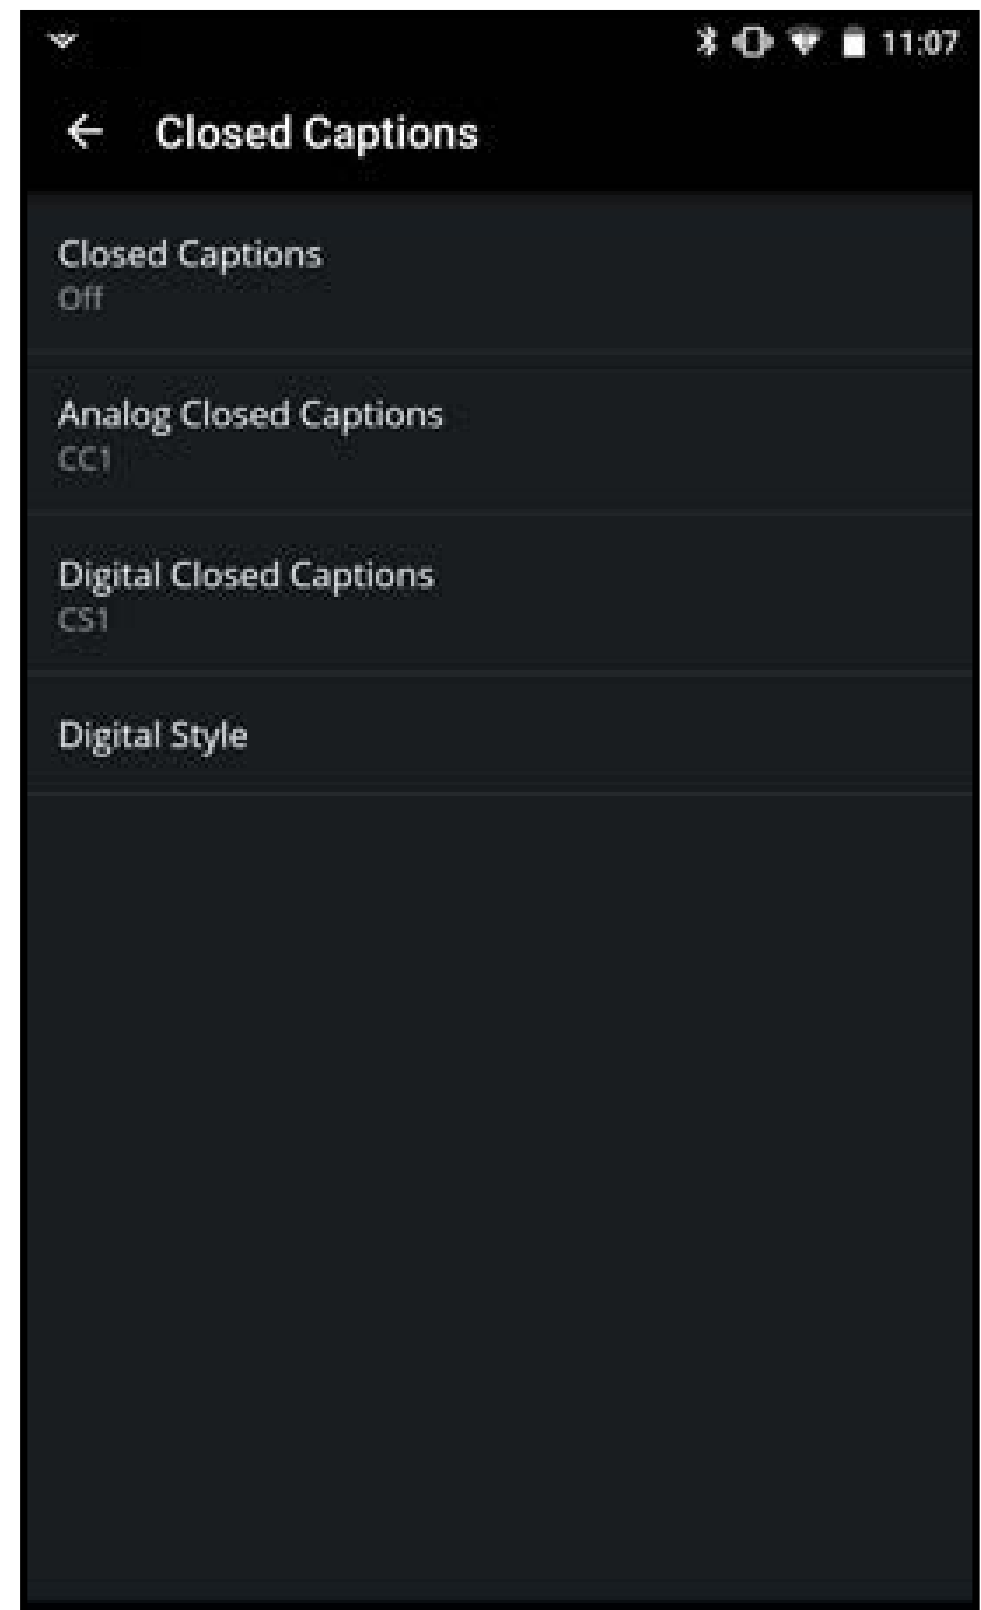 11:07
Closed Captions
Closed Captions
Off
Analog Closed Captions
CC1
Digital Closed Captions
CS1
Digital Style